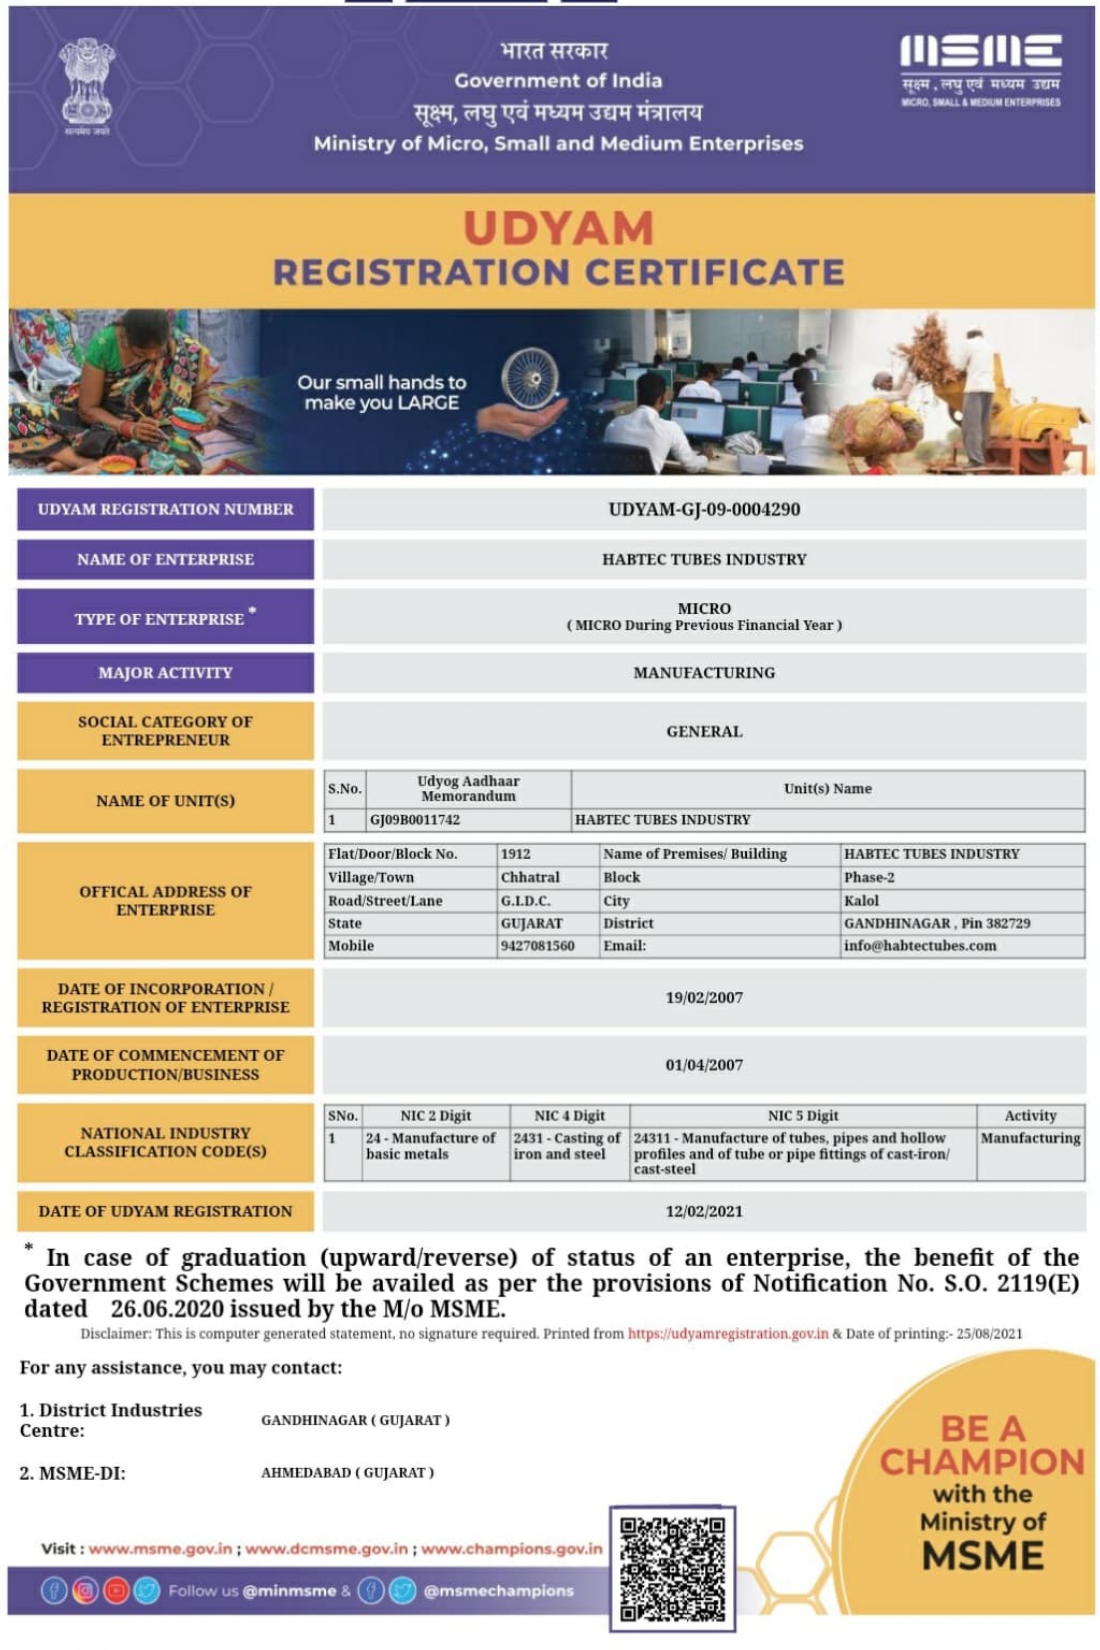 भारत सरकार
Government of India
सूक्ष्म, लघु एवं मध्यम उद्यम मंत्रालय
Ministry of Micro, Small and Medium Enterprises
सत्यमेव जयते
MSME
सूक्ष्म , लघु एवं मध्यम उद्यम
MICRO, SMALL & MEDIUM ENTERPRISES
UDYAM
REGISTRATION CERTIFICATE
Our small hands to
make you LARGE
UDYAM REGISTRATION NUMBER UDYAM-GJ-09-0004290
NAME OF ENTERPRISE HABTEC TUBES INDUSTRY
TYPE OF ENTERPRISE * MICRO
( MICRO During Previous Financial Year )
MAJOR ACTIVITY MANUFACTURING
SOCIAL CATEGORY OF
ENTREPRENEUR
GENERAL
NAME OF UNIT(S)
S.No. Udyog Aadhaar
Memorandum Unit(s) Name
1 GJ09B0011742 HABTEC TUBES INDUSTRY
OFFICAL ADDRESS OF
ENTERPRISE
Flat/Door/Block No. 1912 Name of Premises/ Building HABTEC TUBES INDUSTRY
Village/Town Chhatral Block Phase-2
Road/Street/Lane G.I.D.C. City Kalol
State GUJARAT District GANDHINAGAR , Pin 382729
Mobile 9427081560 Email: info@habtectubes.com
DATE OF INCORPORATION /
REGISTRATION OF ENTERPRISE
19/02/2007
DATE OF COMMENCEMENT OF
PRODUCTION/BUSINESS
01/04/2007
NATIONAL INDUSTRY
CLASSIFICATION CODE(S)
SNo. NIC 2 Digit NIC 4 Digit NIC 5 Digit Activity
1 24 - Manufacture of 2431 - Casting of 24311 - Manufacture of tubes, pipes and hollow Manufacturing
basic metals iron and steel profiles and of tube or pipe fittings of cast-iron/
cast-steel
DATE OF UDYAM REGISTRATION 12/02/2021
* In case of graduation (upward/reverse) of status of an enterprise, the benefit of the
Government Schemes will be availed as per the provisions of Notification No. S.O. 2119(E)
dated 26.06.2020 issued by the M/o MSME.
Disclaimer: This is computer generated statement, no signature required. Printed from https://udyamregistration.gov.in & Date of printing:- 25/08/2021
For any assistance, you may contact:
1. District Industries
Centre:
GANDHINAGAR ( GUJARAT )
2. MSME-DI: AHMEDABAD ( GUJARAT )
BE A
CHAMPION
with the
Ministry of
MSME
Visit : www.msme.gov.in ; www.dcmsme.gov.in ; www.champions.gov.in
Follow us @minmsme & @msmechampions